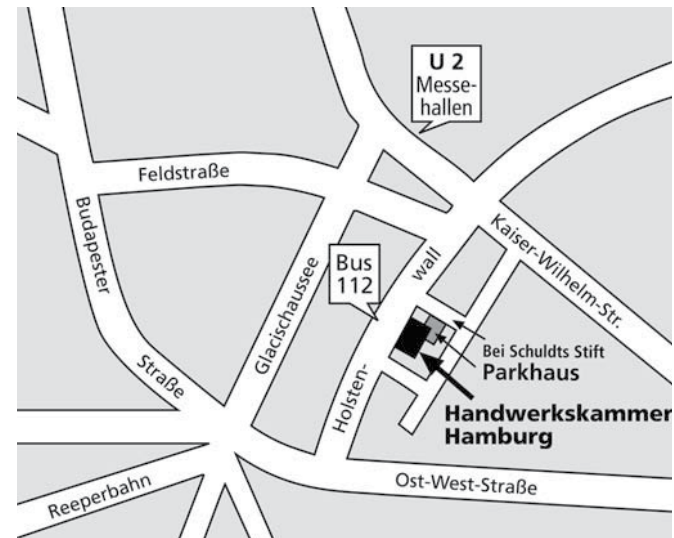 U 2
Messe-
hallen
Feldstraße
Budapester
Straße
Glacischaussee
Bus
112
Holsten-
wall
Kaiser-Wilhelm-Str.
Bei Schuldts Stift
Parkhaus
Handwerkskammer
Hamburg
Ost-West-Straße
Reeperbahn